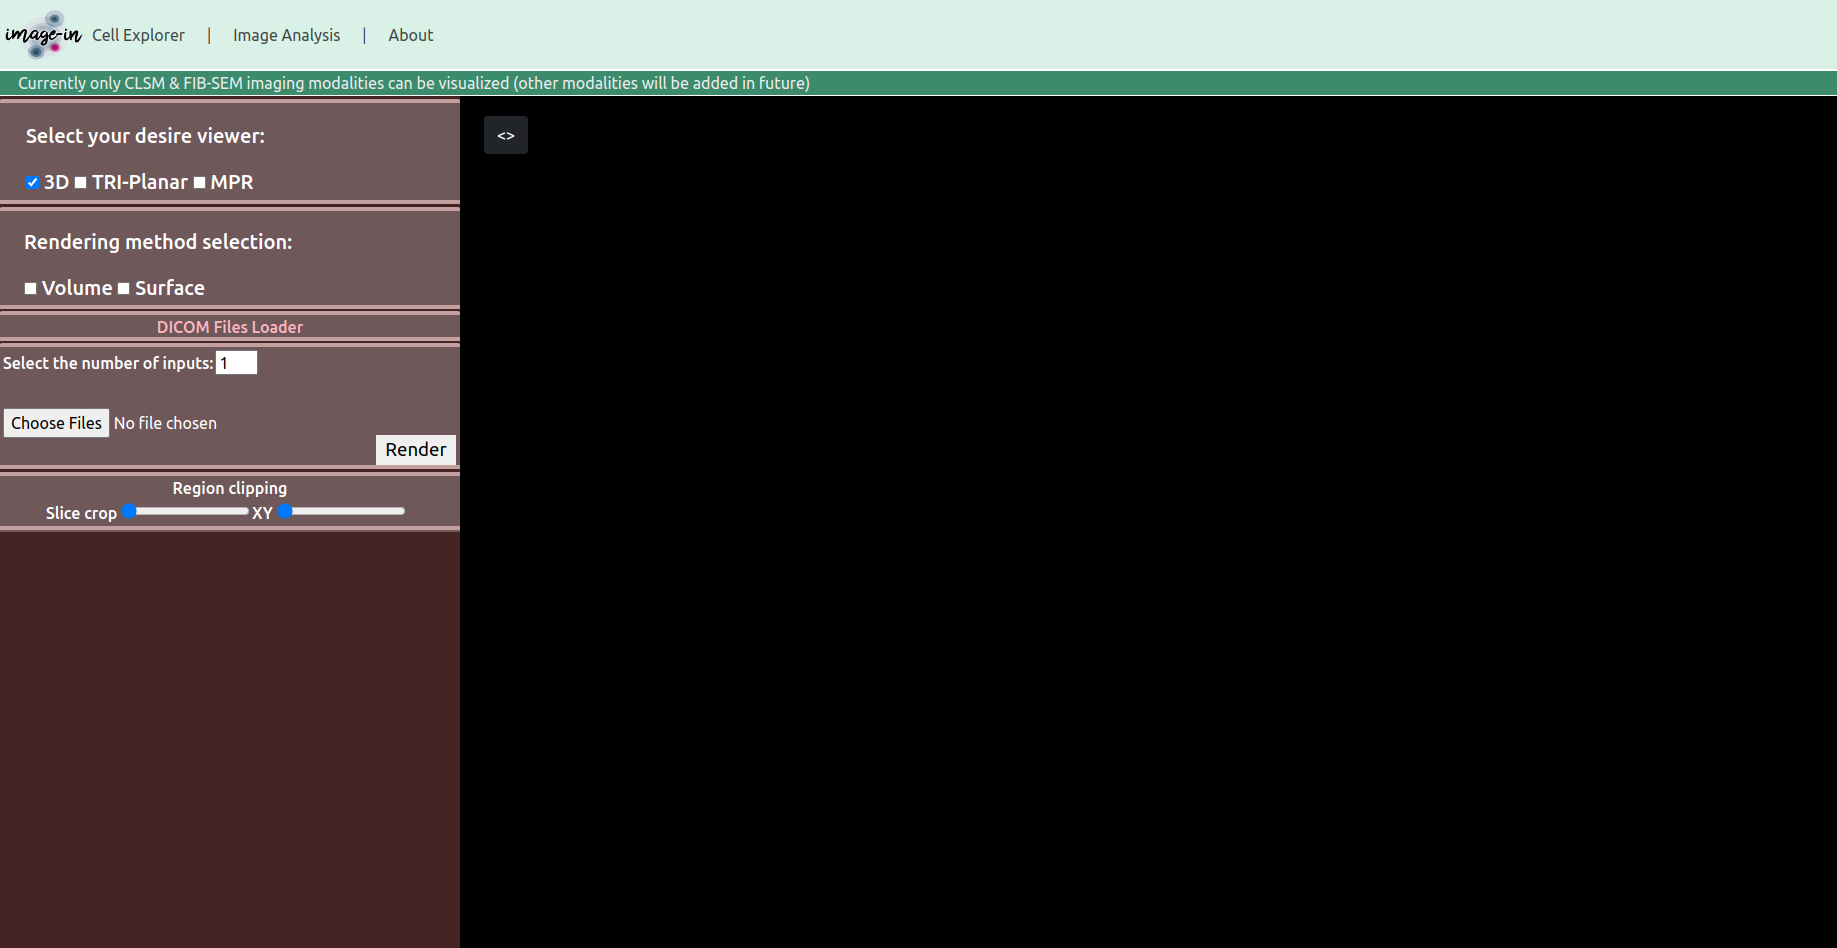 image-in Cell Explorer | Image Analysis | About
Currently only CLSM & FIB-SEM imaging modalities can be visualized (other modalities will be added in future)
Select your desire viewer:
3D TRI-Planar MPR
<>
Rendering method selection:
Volume Surface
DICOM Files Loader
Select the number of inputs: 1
Choose Files No file chosen
Render
Region clipping
Slice crop XY